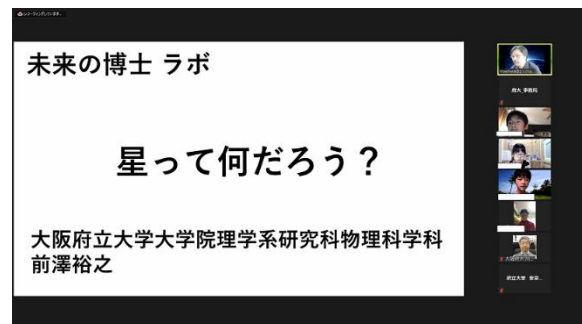 未来の博士 ラボ
星って何だろう？
大阪府立大学大学院理学系研究科物理科学科
前澤裕之